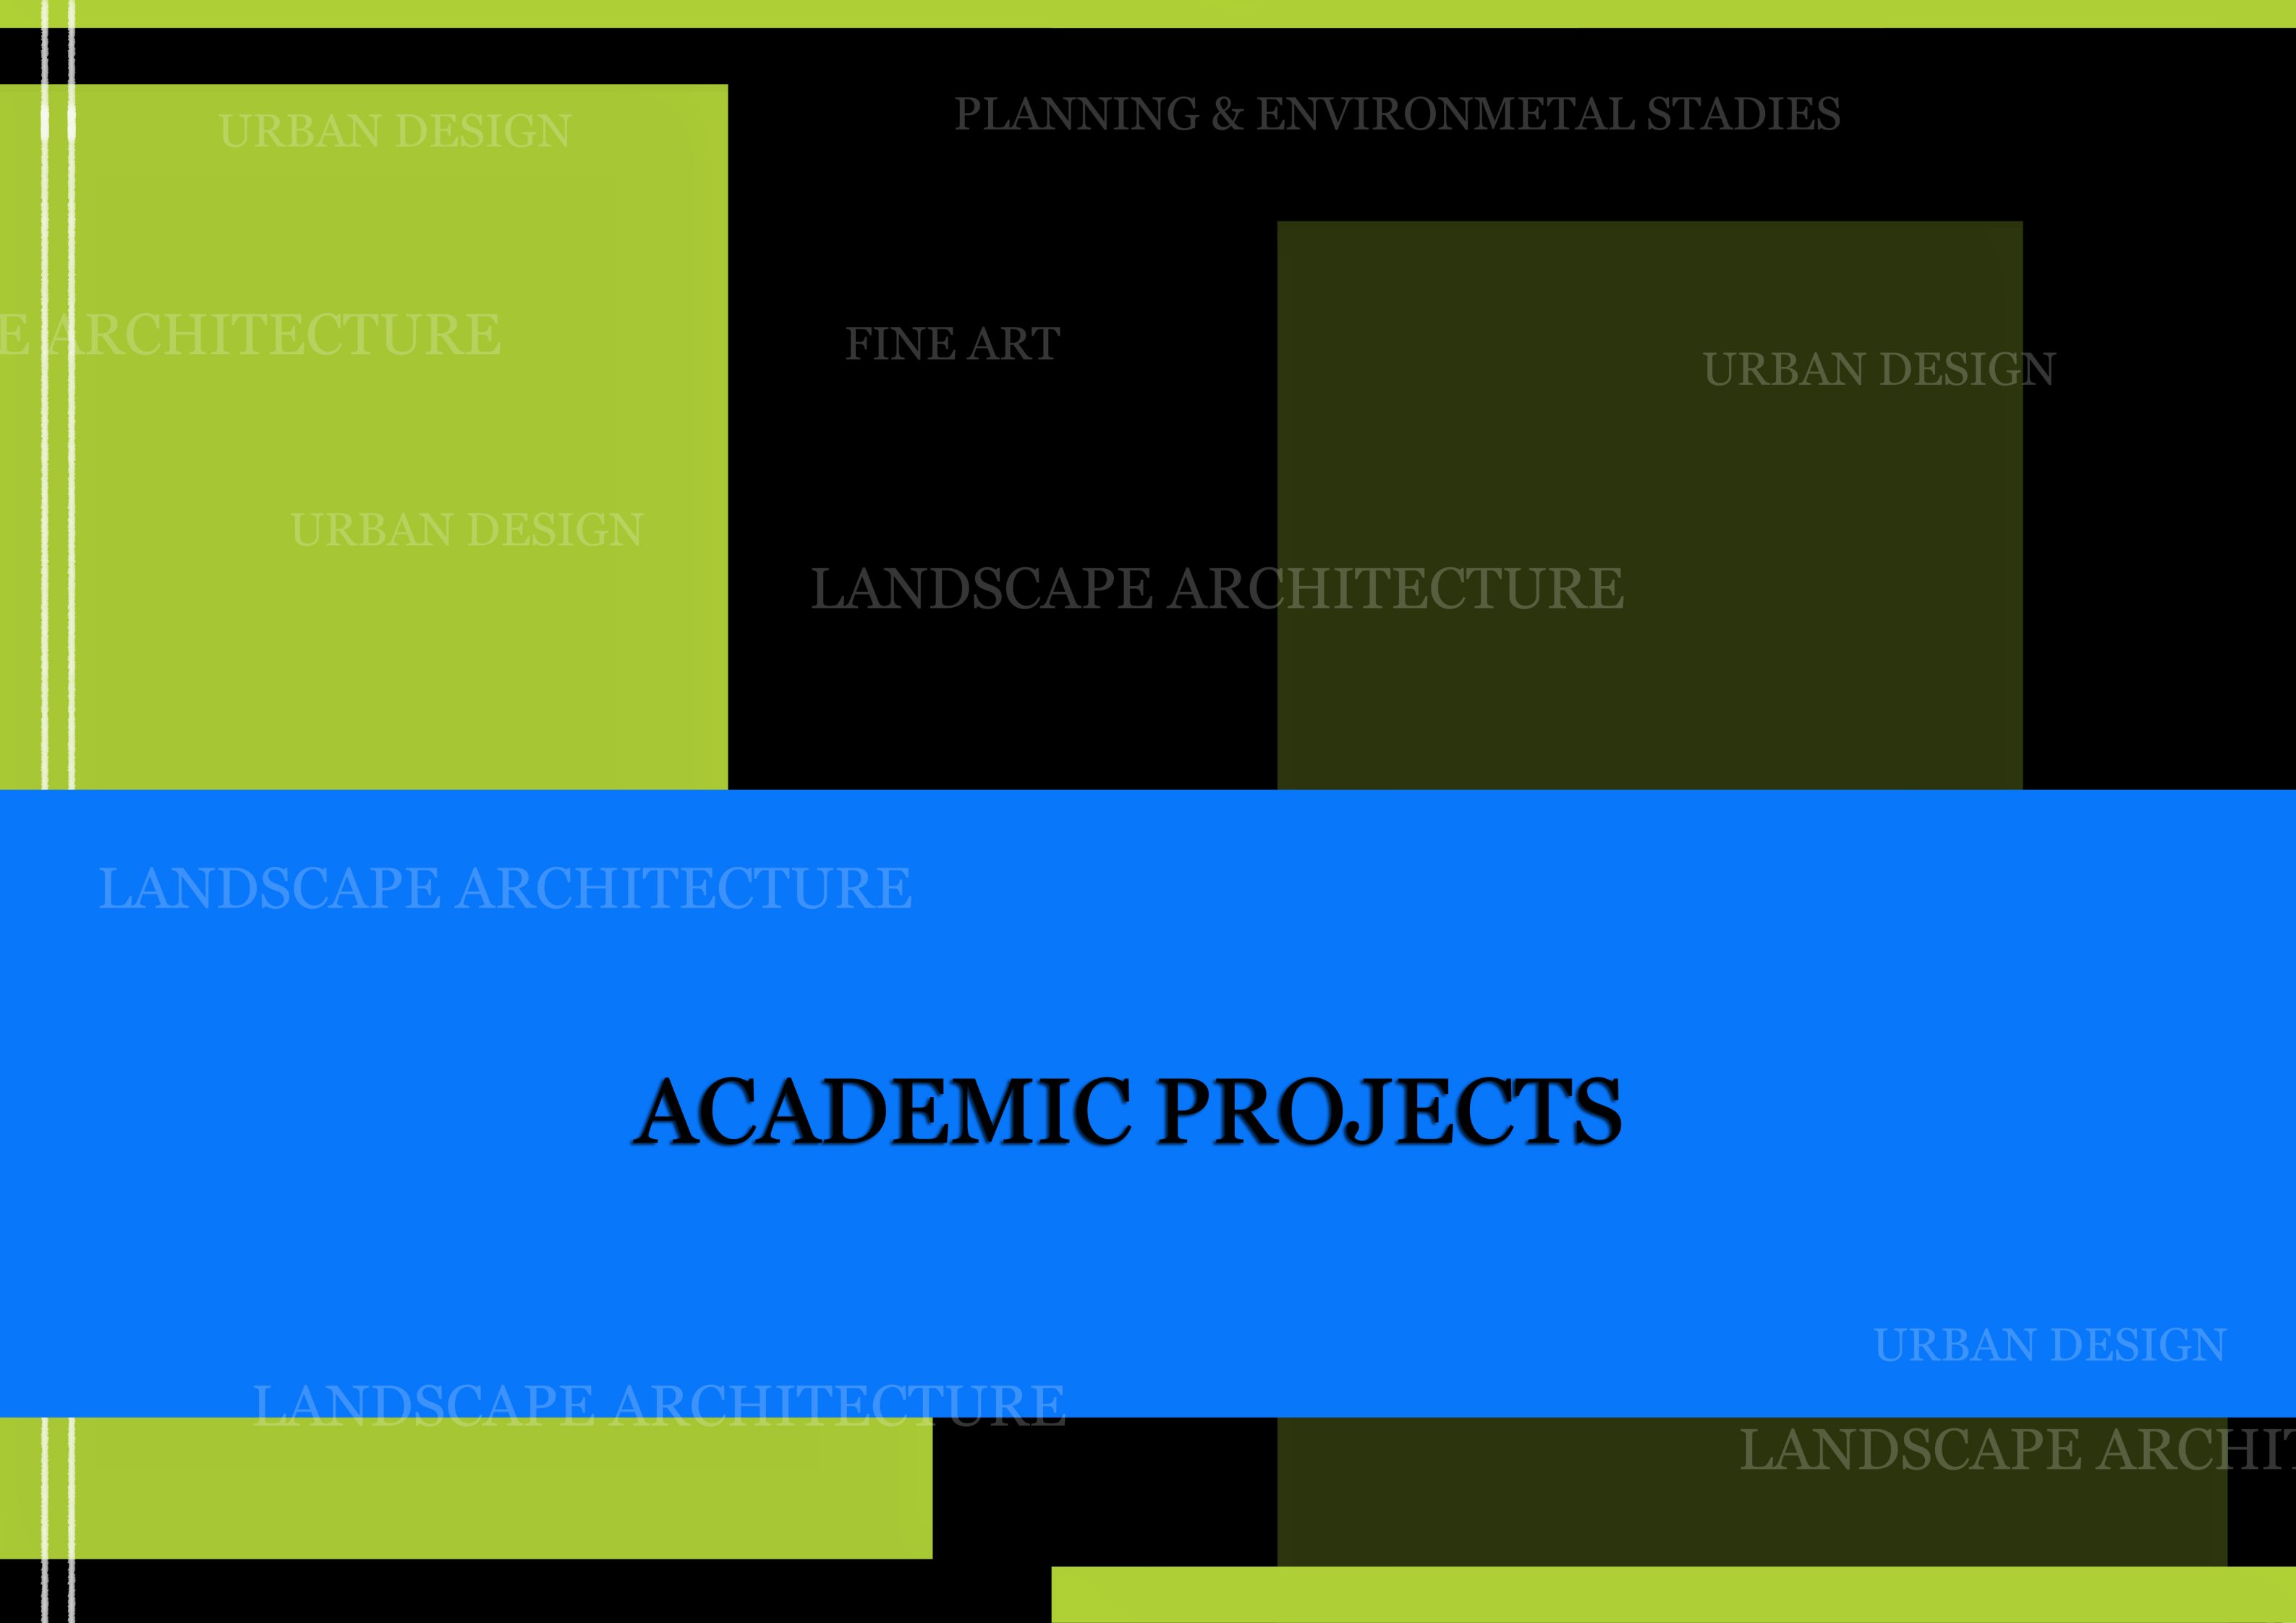 PLANNING & ENVIRONMETAL STADIES
URBAN DESIGN
E ARCHITECTURE
FINE ART
URBAN DESIGN
URBAN DESIGN
LANDSCAPE ARCHITECTURE
LANDSCAPE ARCHITECTURE
ACADEMIC PROJECTS
URBAN DESIGN
LANDSCAPE ARCHITECTURE
LANDSCAPE ARCHIT